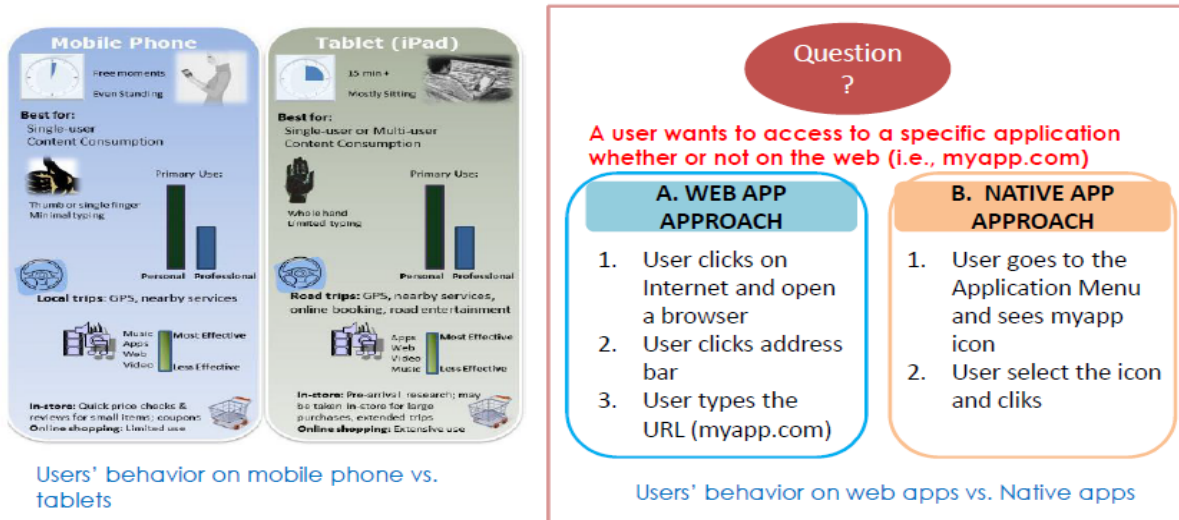 Mobile Phone
Free moments
Even Standing
Best for:
Single-user
Content Consumption
Primary Use:
Thumb or single finger
Minimal typing
Personal Professional
Local trips: GPS, nearby services
Music
Apps
Web
Video
Most Effective
Less Effective
In-store: Quick price checks &
reviews for small items; coupons
Online shopping: Limited use
Tablet (iPad)
15 min +
Mostly Sitting
Best for:
Single-user or Multi-user
Content Consumption
Primary Use:
Whole hand
Limited typing
Personal Professional
Road trips: GPS, nearby services,
online booking, road entertainment
Apps
Web
Video
Music
Most Effective
Less Effective
In-store: Pre-arrival research; may
be taken in-store for large
purchases, extended trips
Online shopping: Extensive use
Users' behavior on mobile phone vs.
tablets
Question
?
A user wants to access to a specific application
whether or not on the web (i.e., myapp.com)
A. WEB APP
APPROACH
1. User clicks on
Internet and open
a browser
2. User clicks address
bar
3. User types the
URL (myapp.com)
B. NATIVE APP
APPROACH
1. User goes to the
Application Menu
and sees myapp
icon
2. User select the icon
and cliks
Users' behavior on web apps vs. Native apps